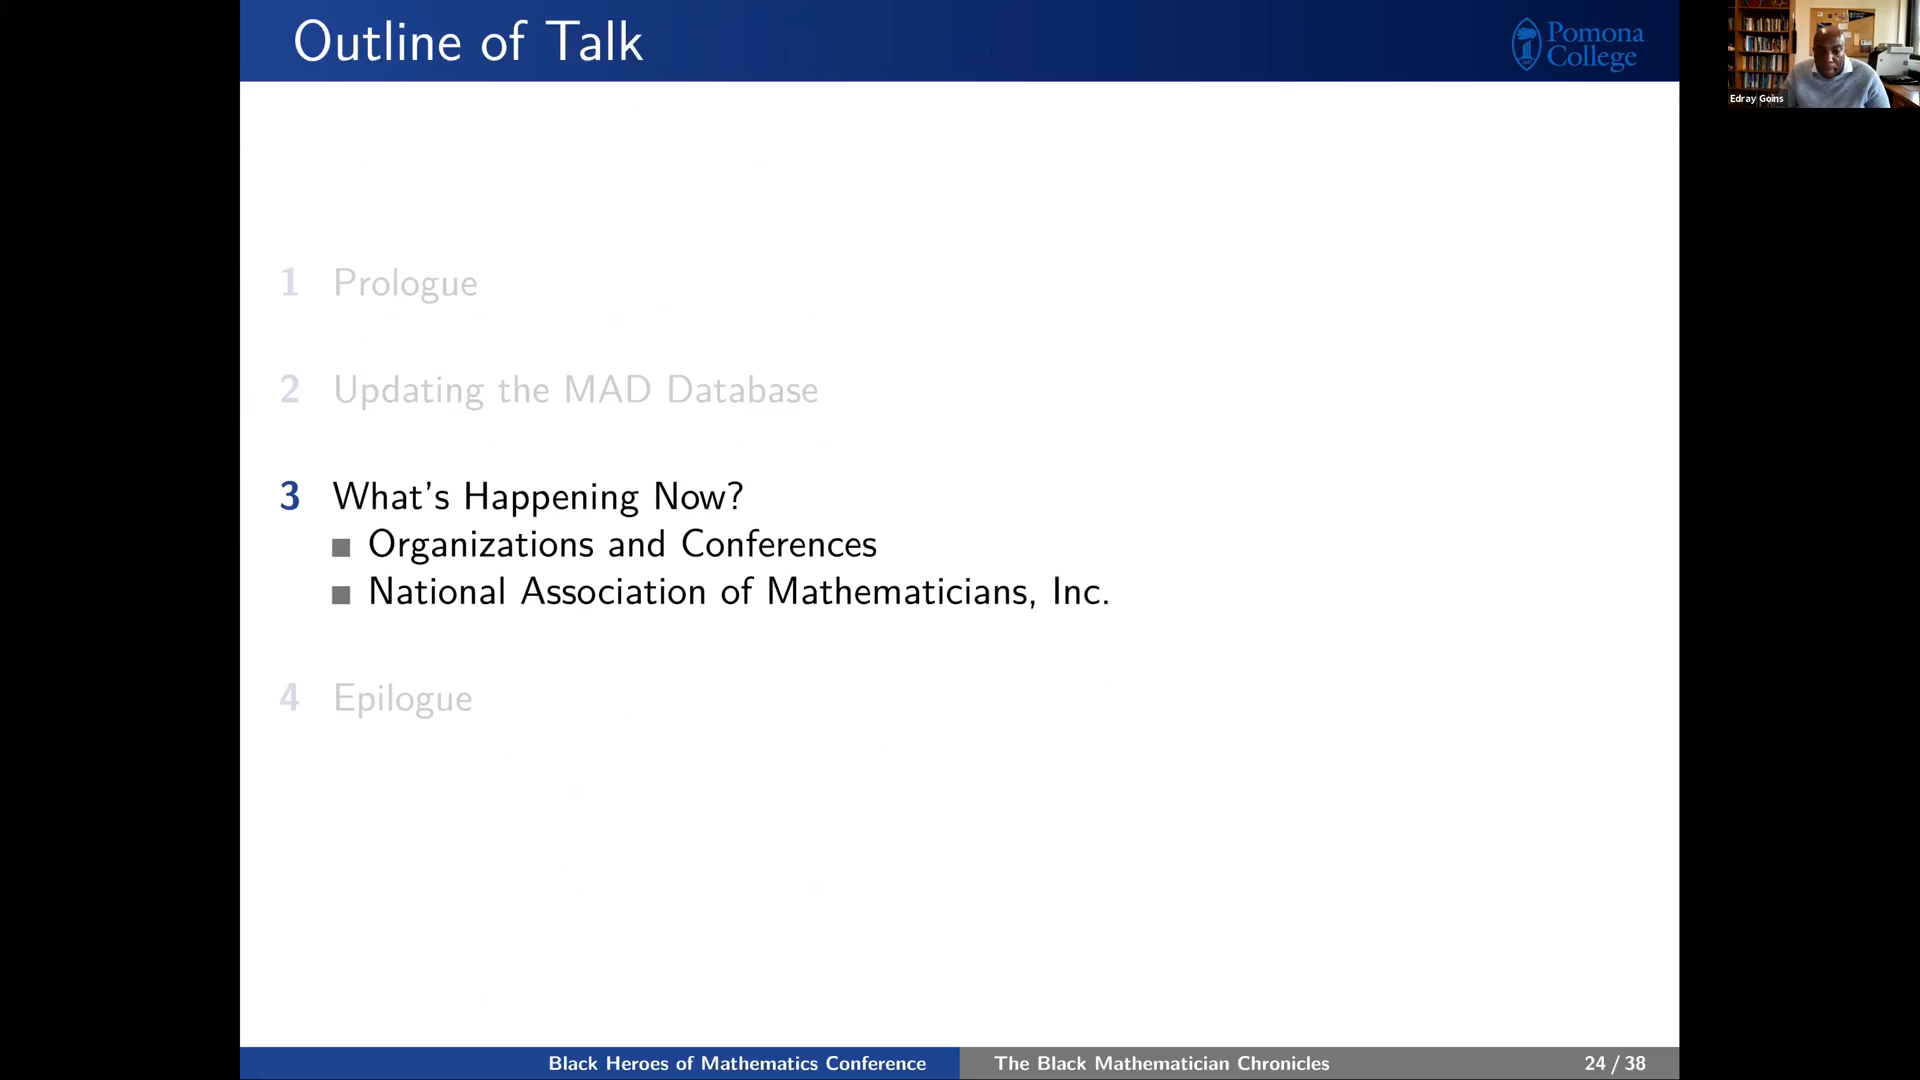 Outline of Talk
Pomona
College
Edray Goins
1 Prologue
2 Updating the MAD Database
3 What's Happening Now?
Organizations and Conferences
National Association of Mathematicians, Inc.
4 Epilogue
Black Heroes of Mathematics Conference
The Black Mathematician Chronicles
24 / 38